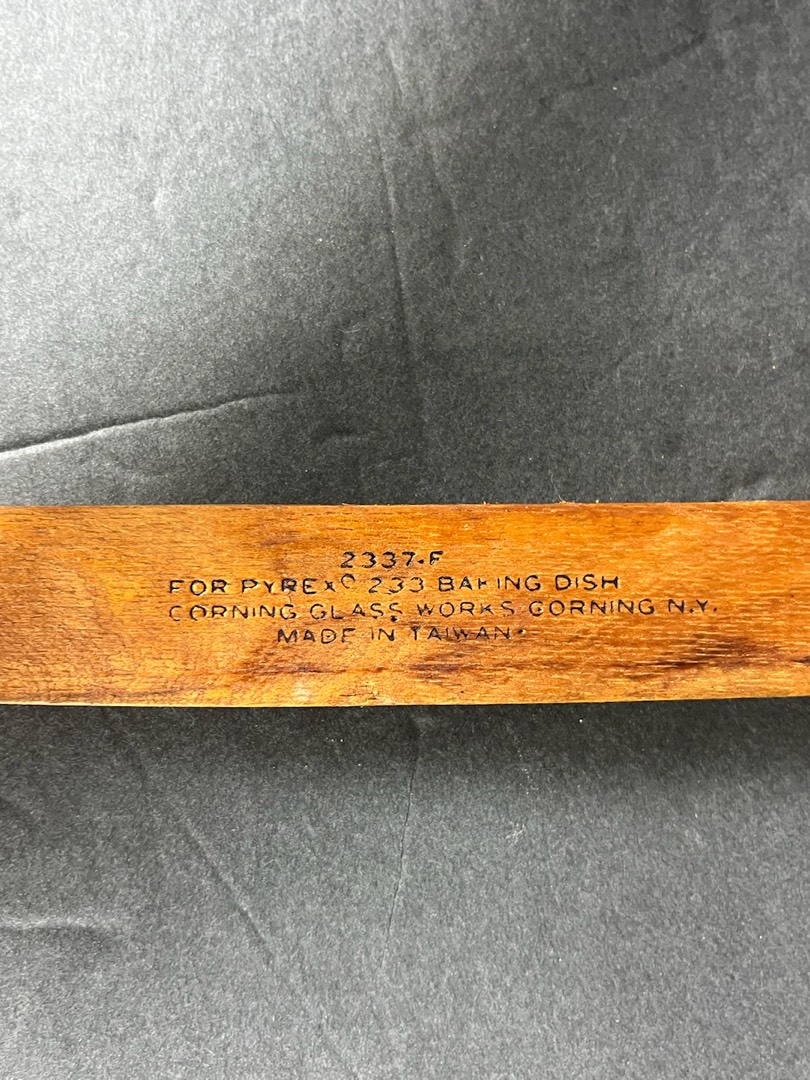 2337-F
FOR PYREX® 233 BAKING DISH
CORNING GLASS WORKS CORNING N.Y.
MADE IN TAIWAN